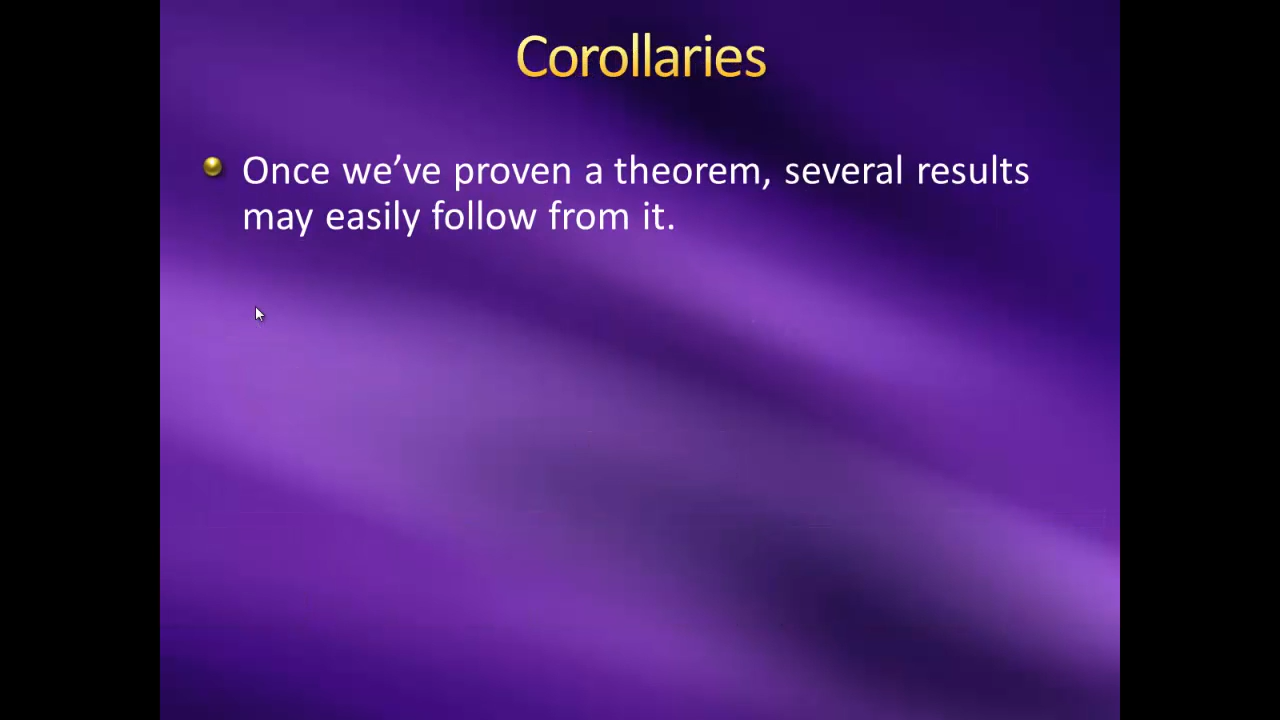 Corollaries
Once we’ve proven a theorem, several results
may easily follow from it.